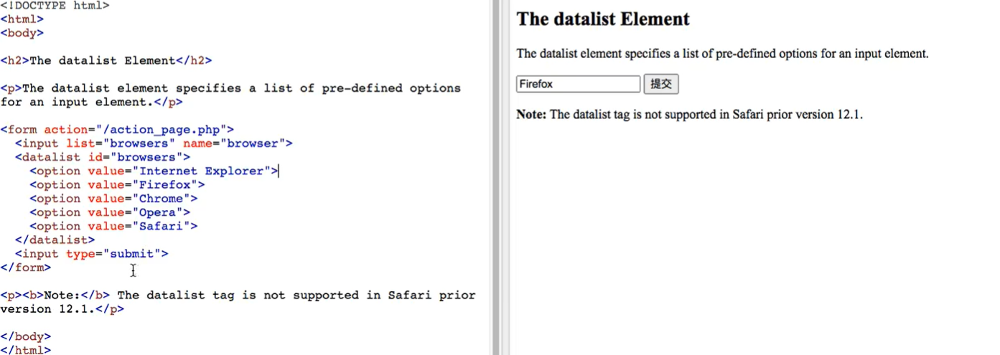 <!DOCTYPE html>
<html>
<body>
<h2>The datalist Element</h2>
<p>The datalist element specifies a list of pre-defined options
for an input element.</p>
<form action="/action_page.php">
<input list="browsers" name="browser">
<datalist id="browsers">
<option value="Internet Explorer">
<option value="Firefox">
<option value="Chrome">
<option value="Opera">
<option value="Safari">
</datalist>
<input type="submit">
</form>
<p><b>Note:</b> The datalist tag is not supported in Safari prior
version 12.1.</p>
</body>
</html>
The datalist Element
The datalist element specifies a list of pre-defined options for an input element.
Firefox 提交
Note: The datalist tag is not supported in Safari prior version 12.1.